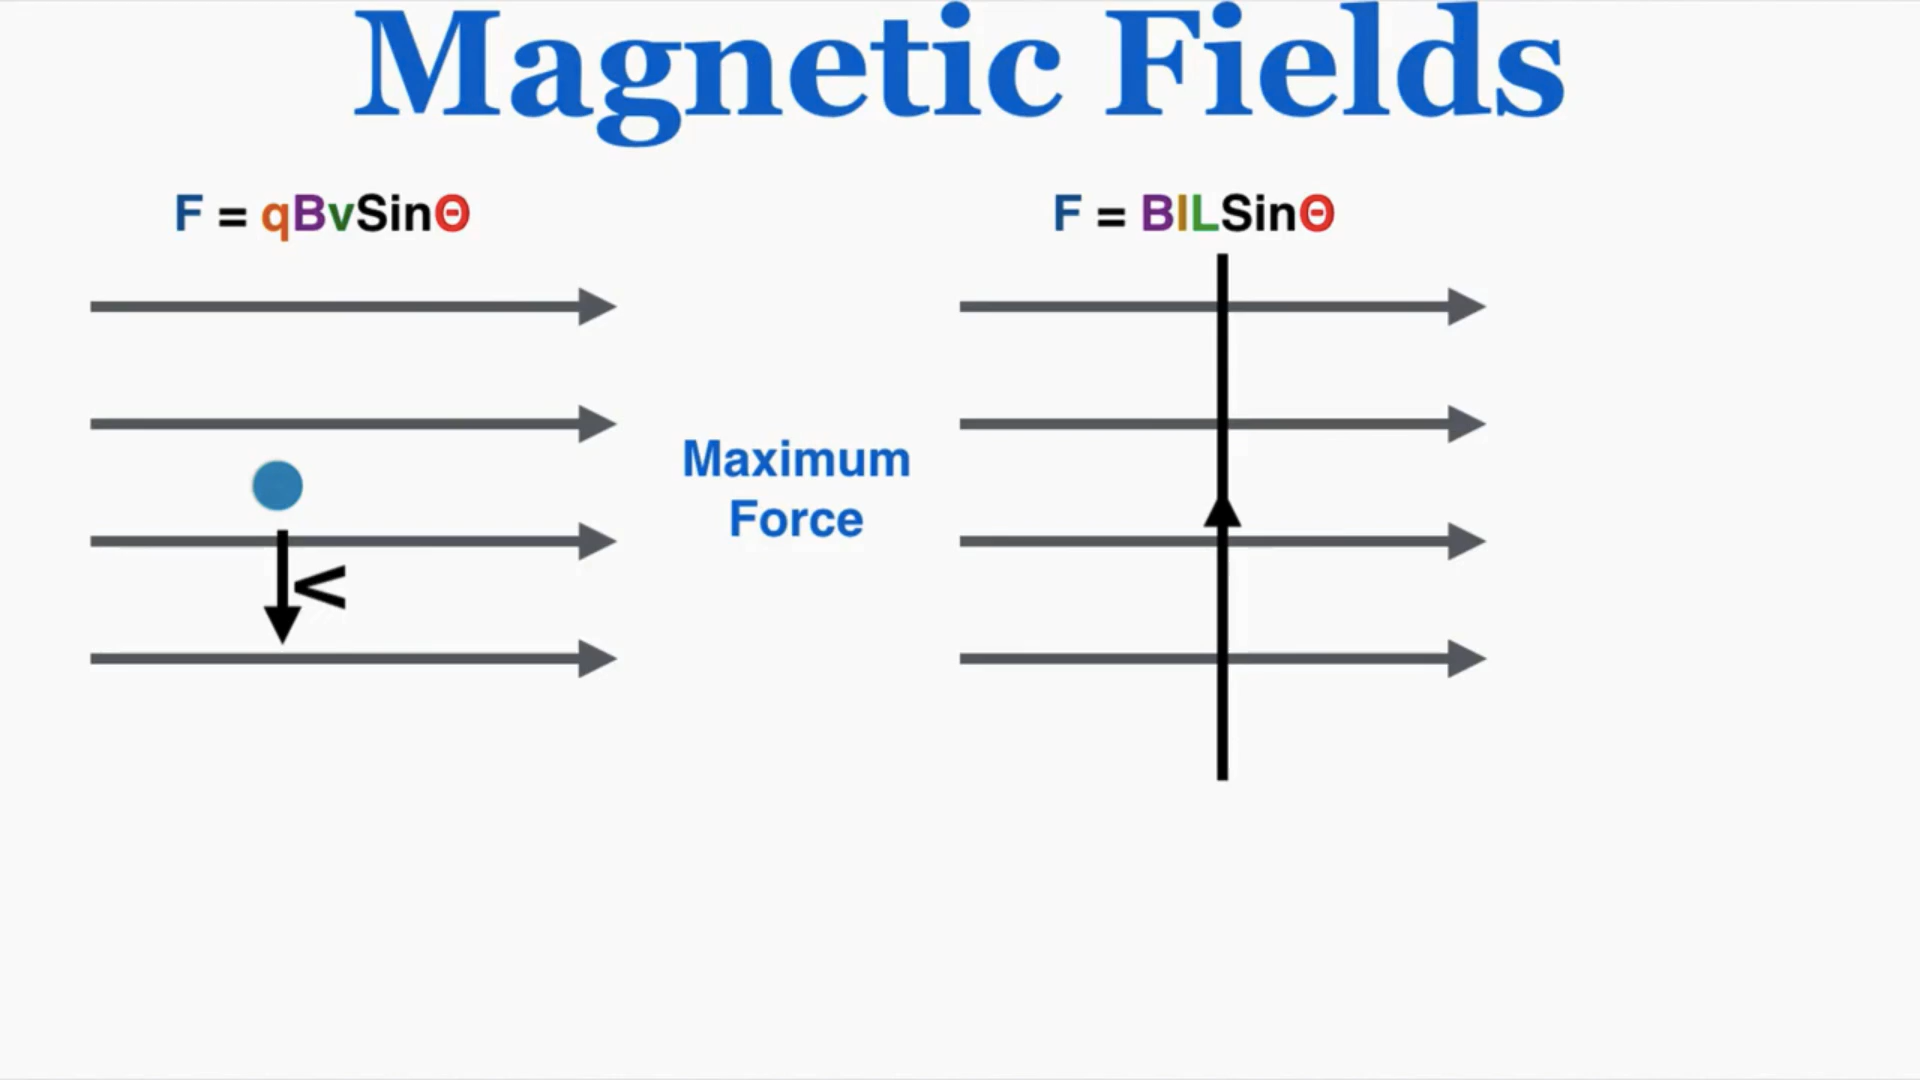 Magnetic Fields
F = qBvSinΘ
F = BILSinΘ
Maximum
Force
<